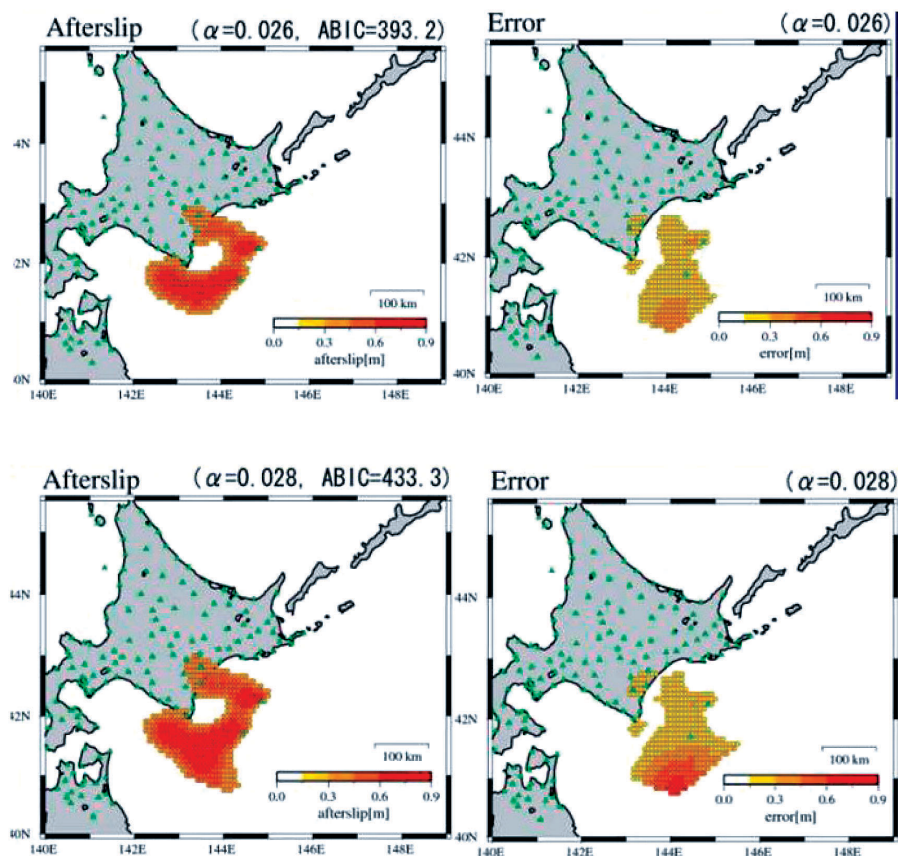 Afterslip (α=0.026, ABIC=393.2)
Error (α=0.026)
4N
2N
0N
100 km
0.0 0.3 0.6 0.9
afterslip[m]
140E 142E 144E 146E 148E
44N
42N
40N
100 km
0.0 0.3 0.6 0.9
error[m]
140E 142E 144E 146E 148E
Afterslip (α=0.028, ABIC=433.3)
Error (α=0.028)
44N
42N
40N
100 km
0.0 0.3 0.6 0.9
afterslip[m]
140E 142E 144E 146E 148E
44N
42N
40N
100 km
0.0 0.3 0.6 0.9
error[m]
140E 142E 144E 146E 148E